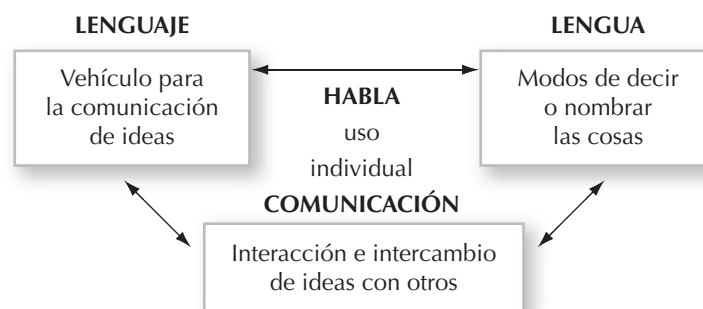 LENGUAJE
Vehículo para
la comunicación
de ideas
HABLA
uso
individual
LENGUA
Modos de decir
o nombrar
las cosas
COMUNICACIÓN
Interacción e intercambio
de ideas con otros